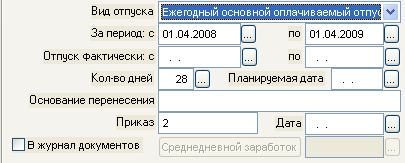 Вид отпуска Ежегодный основной оплачиваемый отпу
За период: с 01.04.2008 ... по 01.04.2009 ...
Отпуск фактически: с . . ... по . . ...
Кол-во дней 28 ... Планируемая дата . . ...
Основание перенесения
Приказ 2 Дата . . ...
В журнал документов Среднедневной заработок ...